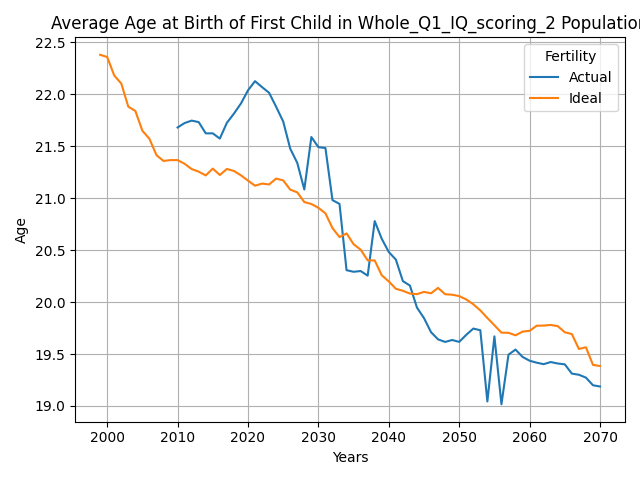 Average Age at Birth of First Child in Whole_Q1_IQ_scoring_2 Population
Fertility
Actual
Ideal
22.5
22.0
21.5
21.0
20.5
20.0
19.5
19.0
Age
2000 2010 2020 2030 2040 2050 2060 2070
Years